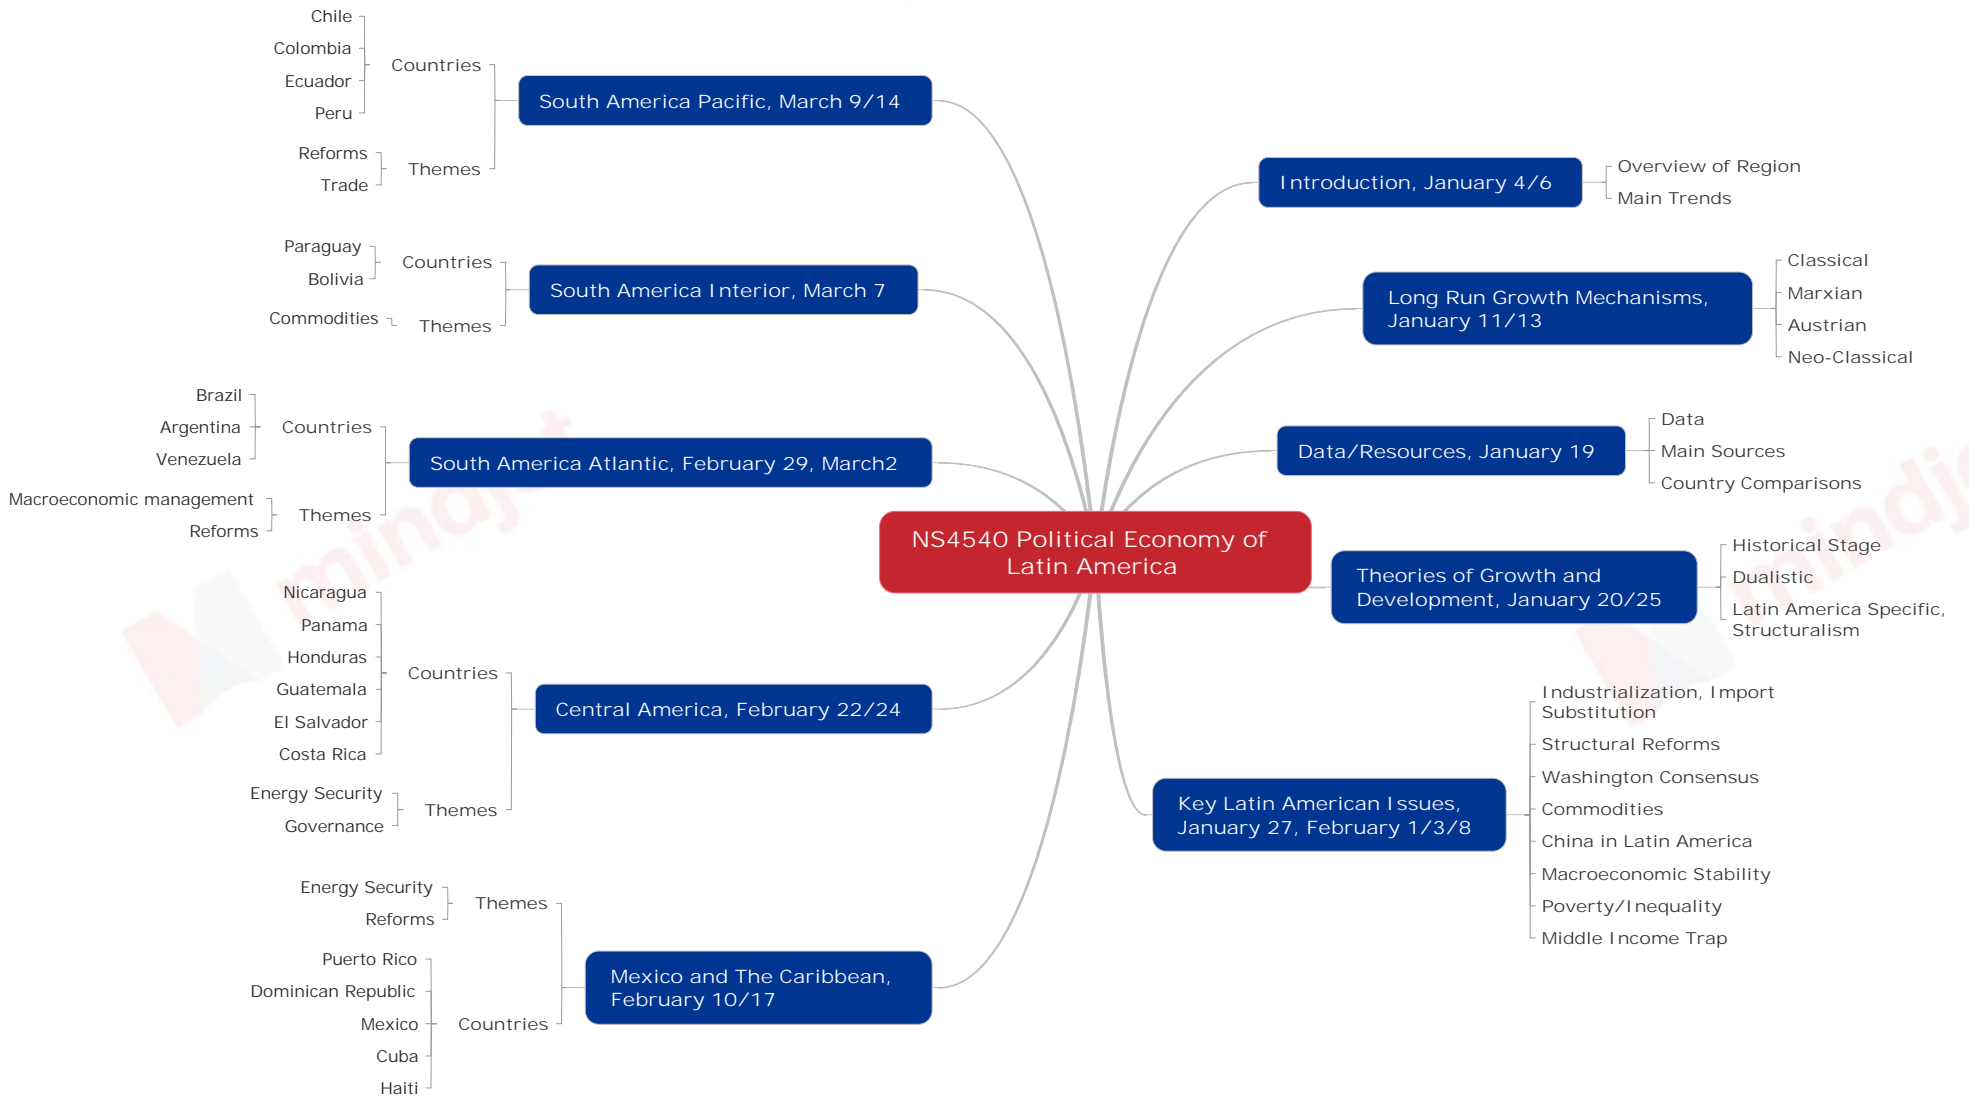 NS4540 Political Economy of
Latin America
Introduction, January 4/6
Overview of Region
Main Trends
Long Run Growth Mechanisms,
January 11/13
Classical
Marxian
Austrian
Neo-Classical
Data/Resources, January 19
Data
Main Sources
Country Comparisons
Theories of Growth and
Development, January 20/25
Historical Stage
Dualistic
Latin America Specific,
Structuralism
Key Latin American Issues,
January 27, February 1/3/8
Industrialization, Import
Substitution
Structural Reforms
Washington Consensus
Commodities
China in Latin America
Macroeconomic Stability
Poverty/Inequality
Middle Income Trap
South America Pacific, March 9/14
Countries
Chile
Colombia
Ecuador
Peru
Themes
Reforms
Trade
South America Interior, March 7
Countries
Paraguay
Bolivia
Themes
Commodities
South America Atlantic, February 29, March2
Countries
Brazil
Argentina
Venezuela
Themes
Macroeconomic management
Reforms
Central America, February 22/24
Countries
Nicaragua
Panama
Honduras
Guatemala
El Salvador
Costa Rica
Themes
Energy Security
Governance
Mexico and The Caribbean,
February 10/17
Themes
Energy Security
Reforms
Countries
Puerto Rico
Dominican Republic
Mexico
Cuba
Haiti
mindjet
mindje